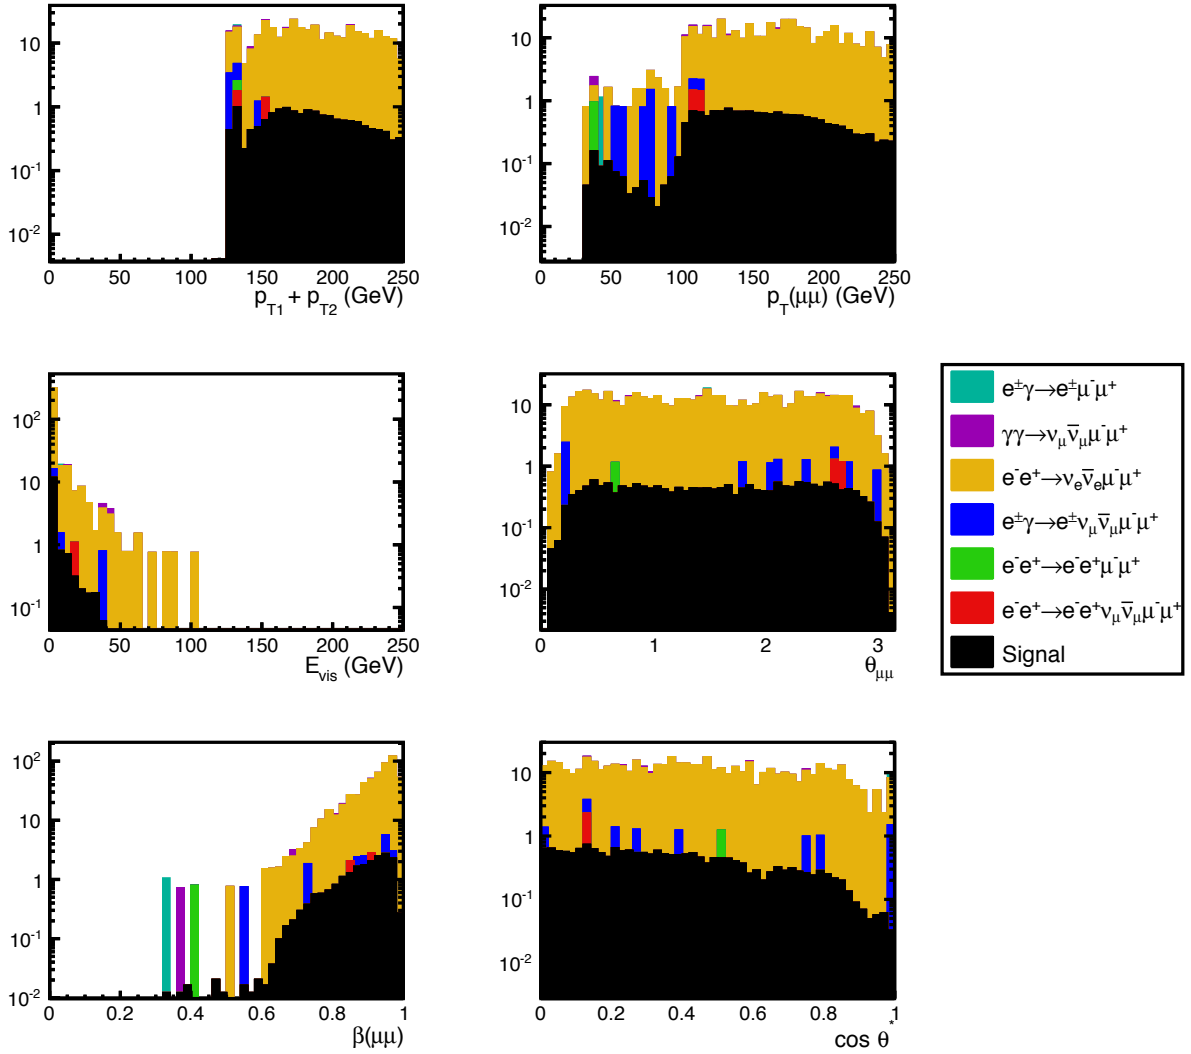 10
1
10⁻¹
10⁻²
0 50 100 150 200 250
p_T1 + p_T2 (GeV)
10
1
10⁻¹
10⁻²
0 50 100 150 200 250
p_T(μμ) (GeV)
10²
10
1
10⁻¹
0 50 100 150 200 250
E_vis (GeV)
10
1
10⁻¹
10⁻²
0 1 2 3
θ_μμ
e±γ→e±μ⁻μ⁺
γγ→ν_μν̅_μμ⁻μ⁺
e⁻e⁺→ν_eν̅_eμ⁻μ⁺
e±γ→e±ν_μν̅_μμ⁻μ⁺
e⁻e⁺→e⁻e⁺μ⁻μ⁺
e⁻e⁺→e⁻e⁺ν_μν̅_μμ⁻μ⁺
Signal
10²
10
1
10⁻¹
10⁻²
0 0.2 0.4 0.6 0.8 1
β(μμ)
10
1
10⁻¹
10⁻²
0 0.2 0.4 0.6 0.8 1
cos θ*